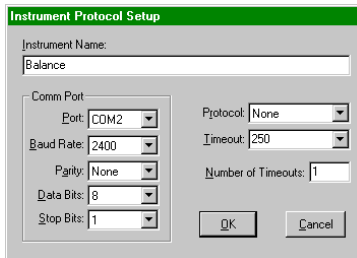 Instrument Protocol Setup
Instrument Name:
Balance
Comm Port
Port: COM2
Baud Rate: 2400
Parity: None
Data Bits: 8
Stop Bits: 1
Protocol: None
Timeout: 250
Number of Timeouts: 1
OK Cancel